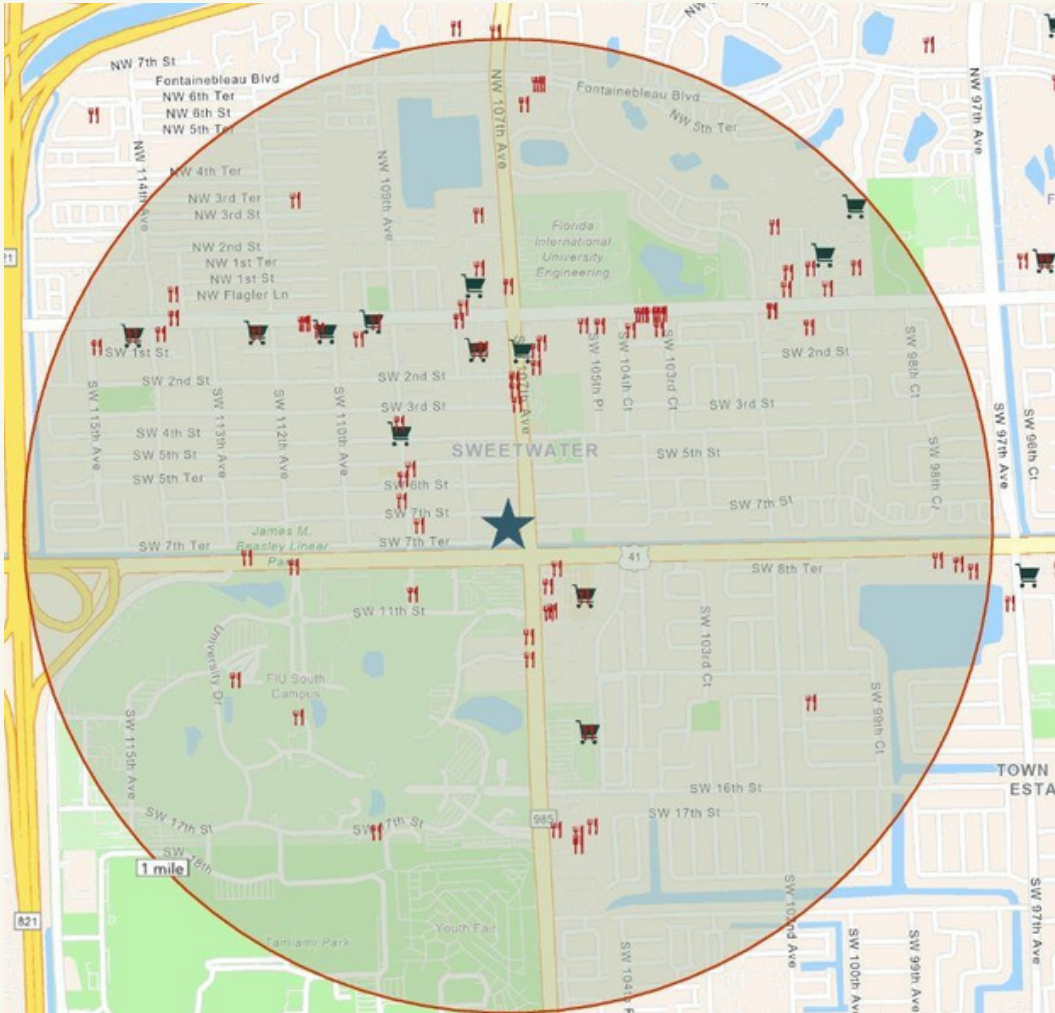 NW 7th St
Fontainebleau Blvd
NW 6th Ter
NW 6th St
NW 5th Ter
Fontainebleau Blvd
NW 5th Ter
NW 107th Ave
NW 97th Ave
NW 114th Ave
NW 109th Ave
NW 4th Ter
NW 3rd Ter
NW 3rd St
NW 2nd St
NW 1st Ter
NW 1st St
NW Flagler Ln
Florida
International
University
Engineering
SW 1st St
SW 2nd St
SW 2nd St
SW 2nd St
SW 107th Ave
SW 105th Pl
SW 104th Ct
SW 103rd Ct
SW 98th Ct
SW 115th Ave
SW 113th Ave
SW 112th Ave
SW 110th Ave
SW 3rd St
SW 3rd St
SW 4th St
SW 5th St
SW 5th Ter
SWEETWATER
SW 5th St
SW 97th Ave
SW 96th Ct
SW 98th Ct
SW 6th St
SW 7th St
SW 7th St
SW 7th Ter
James M.
Beasley Linear
Park
SW 7th Ter
41
SW 8th Ter
SW 11th St
University Dr
FIU South
Campus
SW 103rd Ct
SW 99th Ct
SW 115th Ave
TOWN
ESTA
SW 16th St
SW 17th St
SW 17th St
SW 17th St
985
SW 18th
1 mile
821
Tamiami Park
Youth Fair
SW 104th
SW 102nd Ave
SW 100th Ave
SW 99th Ave
SW 97th Ave